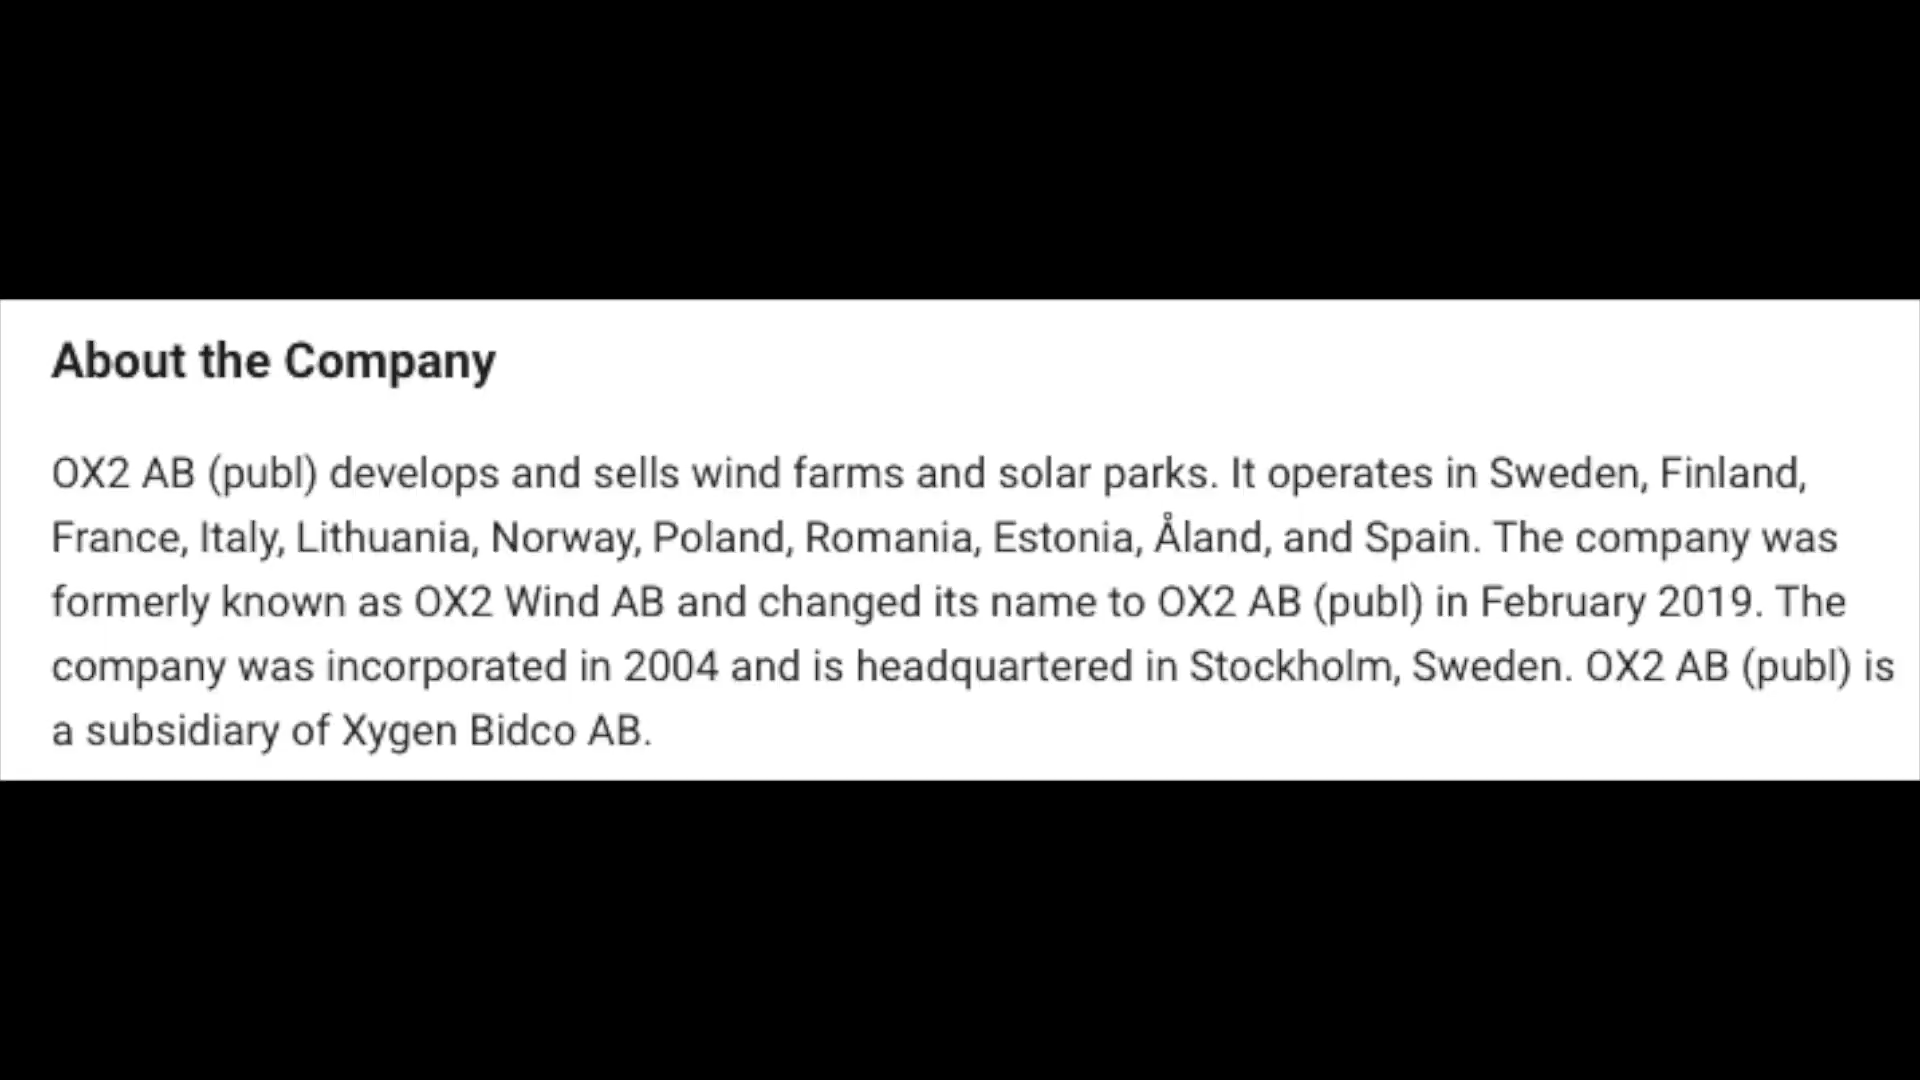 About the Company
OX2 AB (publ) develops and sells wind farms and solar parks. It operates in Sweden, Finland,
France, Italy, Lithuania, Norway, Poland, Romania, Estonia, Åland, and Spain. The company was
formerly known as OX2 Wind AB and changed its name to OX2 AB (publ) in February 2019. The
company was incorporated in 2004 and is headquartered in Stockholm, Sweden. OX2 AB (publ) is
a subsidiary of Xygen Bidco AB.